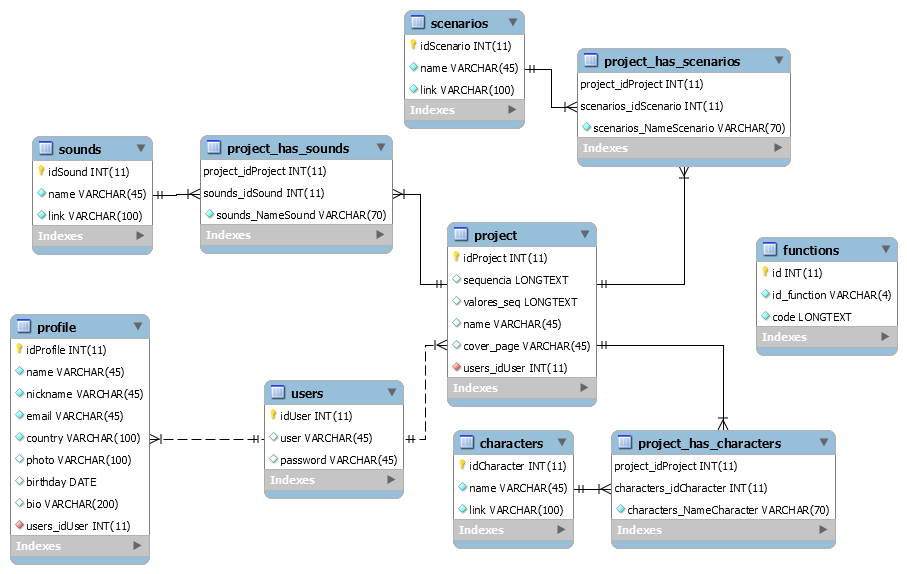 scenarios
idScenario INT(11)
name VARCHAR(45)
link VARCHAR(100)
Indexes
project_has_scenarios
project_idProject INT(11)
scenarios_idScenario INT(11)
scenarios_NameScenario VARCHAR(70)
Indexes
sounds
idSound INT(11)
name VARCHAR(45)
link VARCHAR(100)
Indexes
project_has_sounds
project_idProject INT(11)
sounds_idSound INT(11)
sounds_NameSound VARCHAR(70)
Indexes
project
idProject INT(11)
sequencia LONGTEXT
valores_seq LONGTEXT
name VARCHAR(45)
cover_page VARCHAR(45)
users_idUser INT(11)
Indexes
functions
id INT(11)
id_function VARCHAR(4)
code LONGTEXT
Indexes
profile
idProfile INT(11)
name VARCHAR(45)
nickname VARCHAR(45)
email VARCHAR(45)
country VARCHAR(100)
photo VARCHAR(100)
birthday DATE
bio VARCHAR(200)
users_idUser INT(11)
Indexes
users
idUser INT(11)
user VARCHAR(45)
password VARCHAR(45)
Indexes
characters
idCharacter INT(11)
name VARCHAR(45)
link VARCHAR(100)
Indexes
project_has_characters
project_idProject INT(11)
characters_idCharacter INT(11)
characters_NameCharacter VARCHAR(70)
Indexes